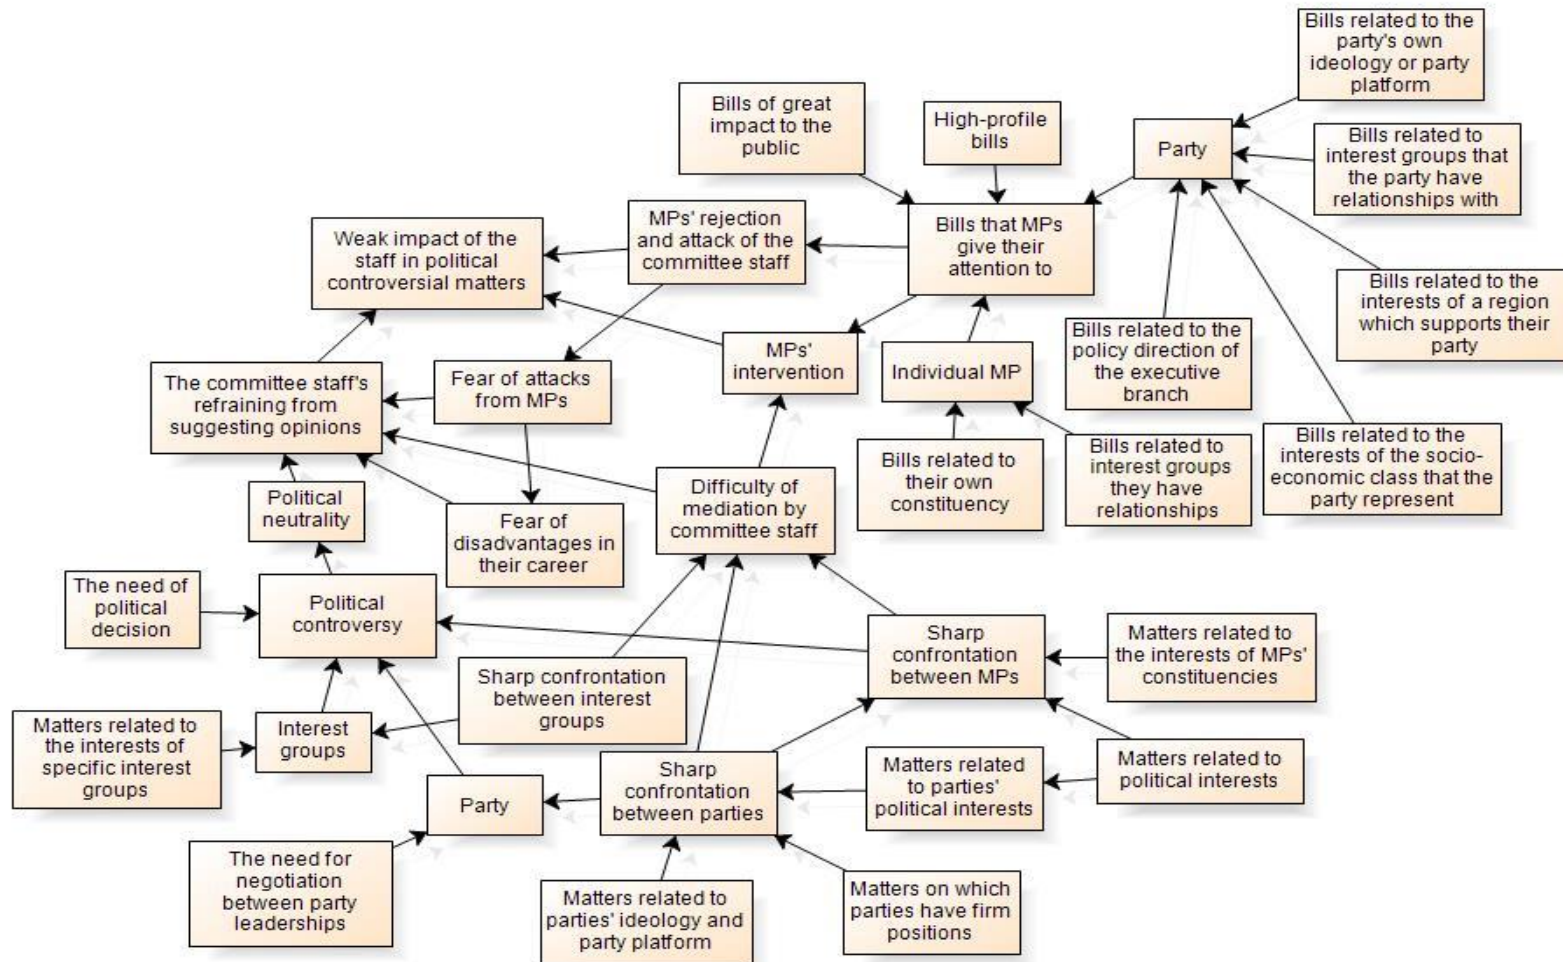 Bills related to the
party's own
ideology or party
platform
Bills of great
impact to the
public
High-profile
bills
Party
Bills related to
interest groups that
the party have
relationships with
Weak impact of the
staff in political
controversial matters
MPs' rejection
and attack of the
committee staff
Bills that MPs
give their
attention to
Bills related to the
interests of a region
which supports their
party
Bills related to the
policy direction of
the executive
branch
MPs'
intervention
Individual MP
The committee staff's
refraining from
suggesting opinions
Fear of attacks
from MPs
Bills related to
their own
constituency
Bills related to
interest groups
they have
relationships
Bills related to the
interests of the socio-
economic class that the
party represent
Political
neutrality
Fear of
disadvantages in
their career
Difficulty of
mediation by
committee staff
The need of
political
decision
Political
controversy
Sharp
confrontation
between MPs
Matters related to
the interests of MPs'
constituencies
Sharp confrontation
between interest
groups
Matters related to
the interests of
specific interest
groups
Interest
groups
Party
Sharp
confrontation
between parties
Matters related
to parties'
political interests
Matters related to
political interests
The need for
negotiation
between party
leaderships
Matters related to
parties' ideology and
party platform
Matters on which
parties have firm
positions